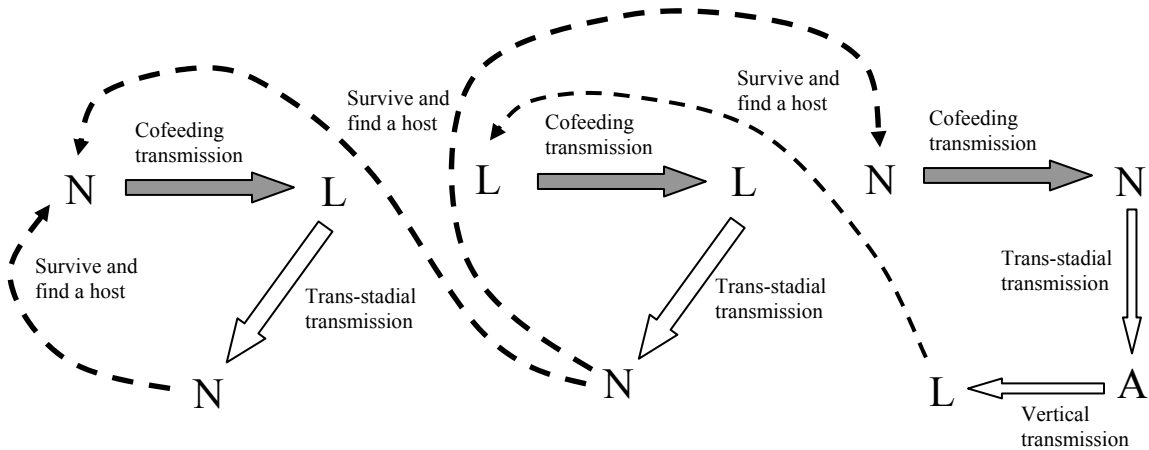 Survive and
find a host
Survive and
find a host
Cofeeding
transmission
Cofeeding
transmission
Cofeeding
transmission
N
L
L
L
N
N
Survive and
find a host
Trans-stadial
transmission
Trans-stadial
transmission
Trans-stadial
transmission
N
N
L
A
Vertical
transmission